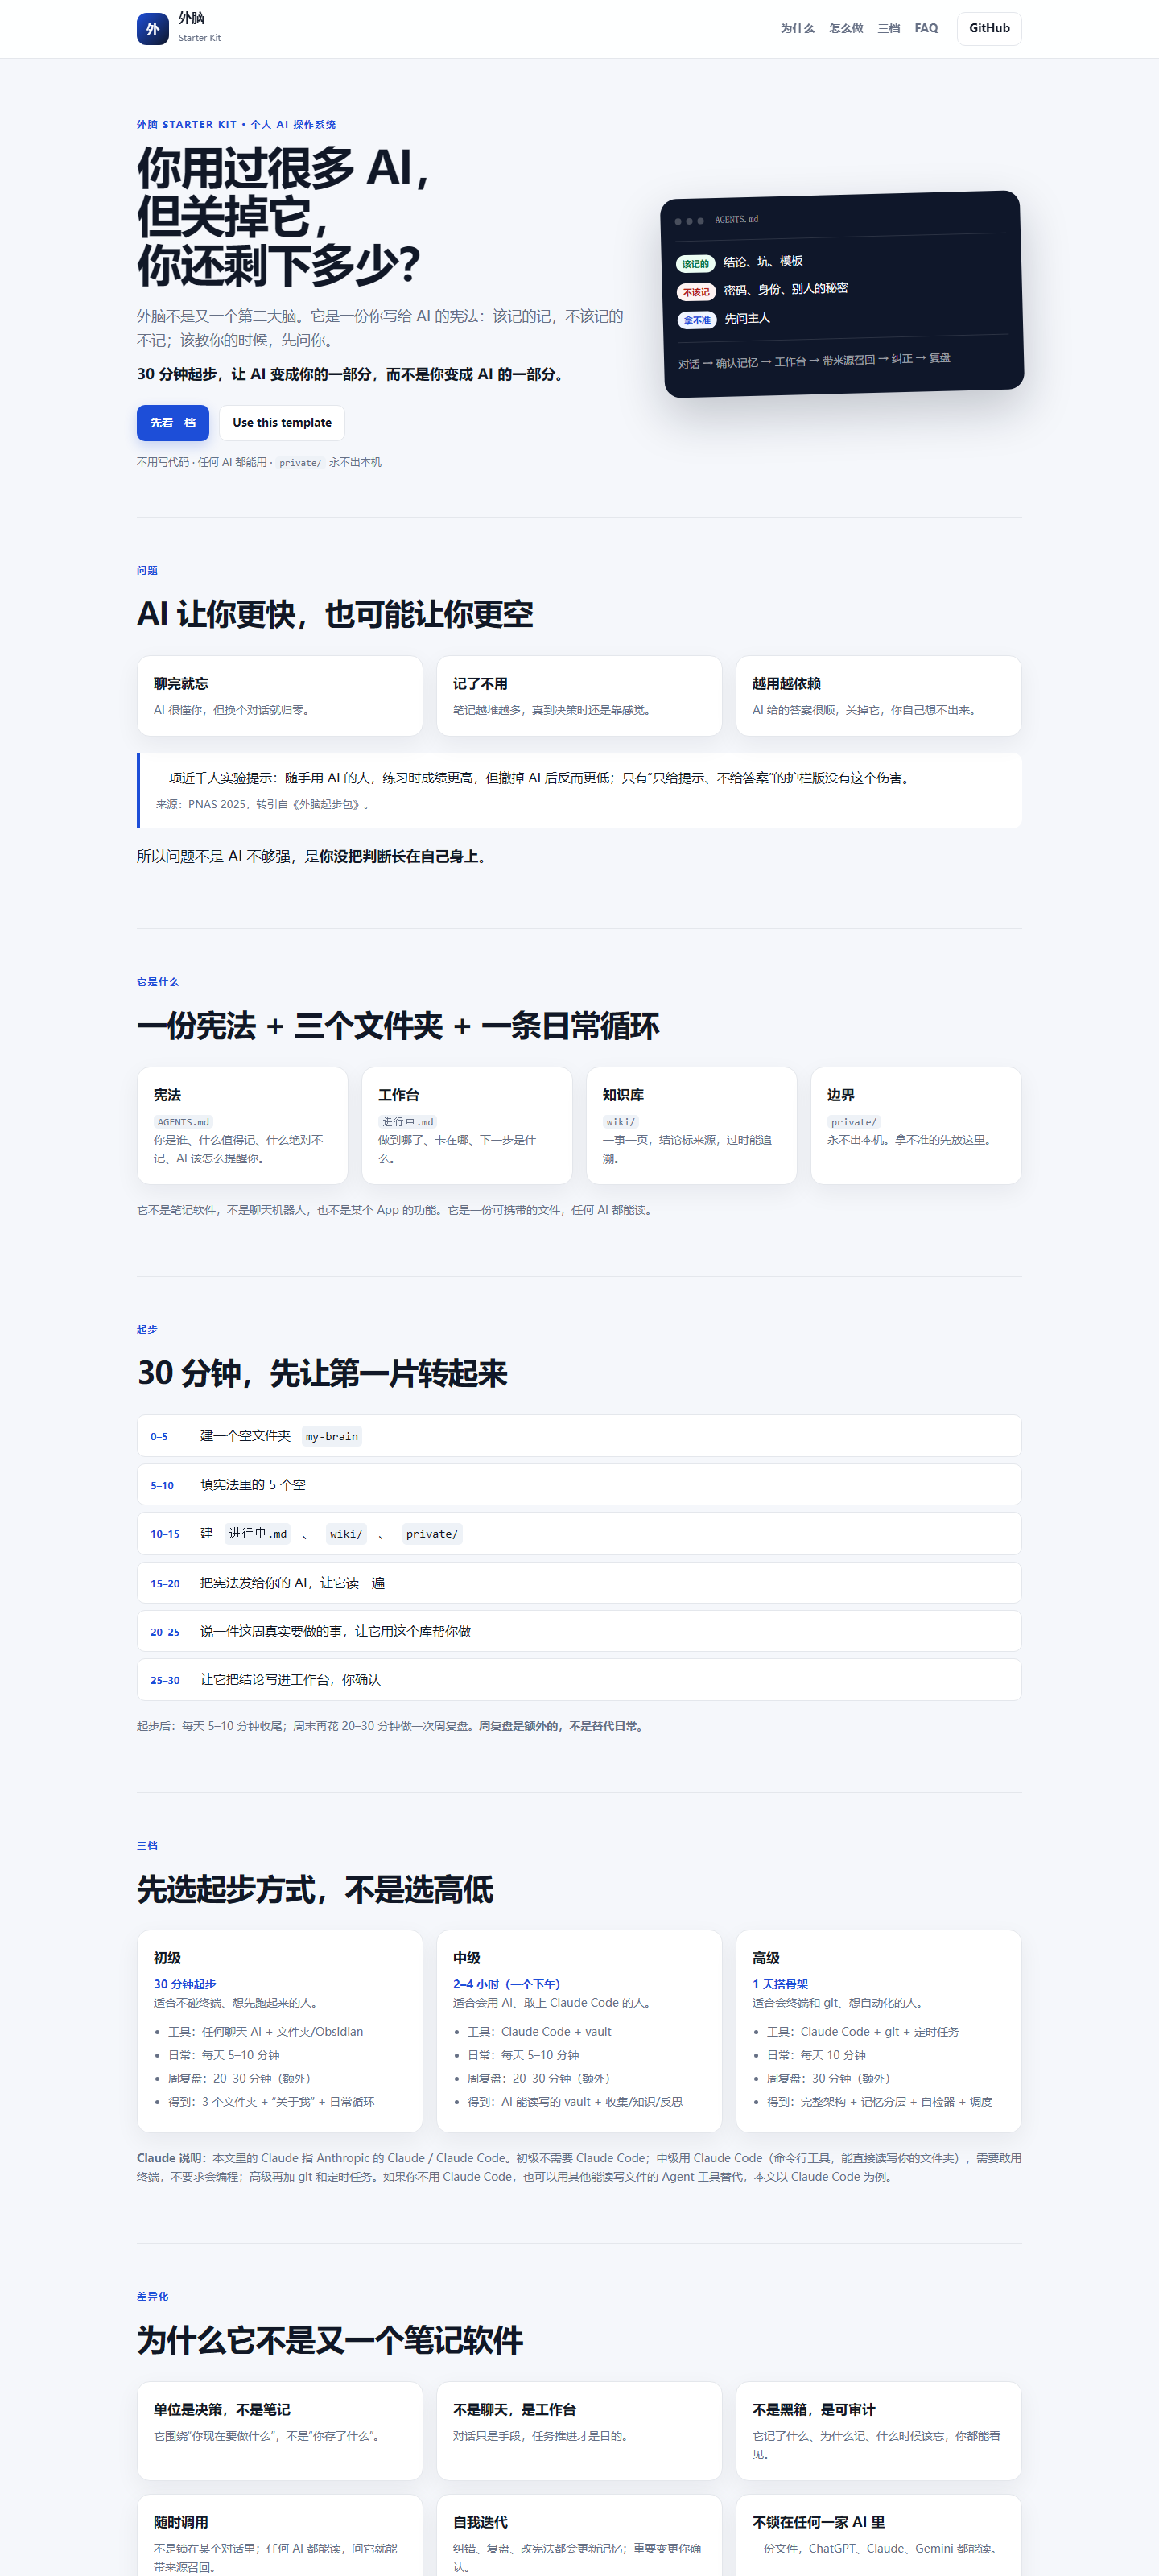 外
外脑
Starter Kit
为什么
怎么做
三档
FAQ
GitHub
外脑 STARTER KIT • 个人 AI 操作系统
你用过很多 AI，
但关掉它，
你还剩下多少？
外脑不是又一个第二大脑。它是一份你写给 AI 的宪法：该记的记，不该记的
不记；该教你的时候，先问你。
30 分钟起步，让 AI 变成你的一部分，而不是你变成 AI 的一部分。
先看三档
Use this template
不用写代码 · 任何 AI 都能用 · private/ 永不出本机
AGENTS.md
该记的 结论、坑、模板
不该记 密码、身份、别人的秘密
拿不准 先问主人
对话 → 确认记忆 → 工作台 → 带来源召回 → 纠正 → 复盘
问题
AI 让你更快，也可能让你更空
聊完就忘
AI 很懂你，但换个对话就归零。
记了不用
笔记越堆越多，真到决策时还是靠感觉。
越用越依赖
AI 给的答案很顺，关掉它，你自己想不出来。
一项近千人实验提示：随手用 AI 的人，练习时成绩更高，但撤掉 AI 后反而更低；只有“只给提示、不给答案”的护栏版没有这个伤害。
来源：PNAS 2025，转引自《外脑起步包》。
所以问题不是 AI 不够强，是你没把判断长在自己身上。
它是什么
一份宪法 + 三个文件夹 + 一条日常循环
宪法
AGENTS.md
你是谁、什么值得记、什么绝对不
记、AI 该怎么提醒你。
工作台
进行中.md
做到哪了、卡在哪、下一步是什
么。
知识库
wiki/
一事一页，结论标来源，过时能追
溯。
边界
private/
永不出本机。拿不准的先放这里。
它不是笔记软件，不是聊天机器人，也不是某个 App 的功能。它是一份可携带的文件，任何 AI 都能读。
起步
30 分钟，先让第一片转起来
0–5 建一个空文件夹 my-brain
5–10 填宪法里的 5 个空
10–15 建 进行中.md 、 wiki/ 、 private/
15–20 把宪法发给你的 AI，让它读一遍
20–25 说一件这周真实要做的事，让它用这个库帮你做
25–30 让它把结论写进工作台，你确认
起步后：每天 5–10 分钟收尾；周末再花 20–30 分钟做一次周复盘。周复盘是额外的，不是替代日常。
三档
先选起步方式，不是选高低
初级
30 分钟起步
适合不碰终端、想先跑起来的人。
• 工具：任何聊天 AI + 文件夹/Obsidian
• 日常：每天 5–10 分钟
• 周复盘：20–30 分钟（额外）
• 得到：3 个文件夹 + “关于我” + 日常循环
中级
2–4 小时（一个下午）
适合会用 AI、敢上 Claude Code 的人。
• 工具：Claude Code + vault
• 日常：每天 5–10 分钟
• 周复盘：20–30 分钟（额外）
• 得到：AI 能读写的 vault + 收集/知识/反思
高级
1 天搭骨架
适合会终端和 git、想自动化的人。
• 工具：Claude Code + git + 定时任务
• 日常：每天 10 分钟
• 周复盘：30 分钟（额外）
• 得到：完整架构 + 记忆分层 + 自检器 + 调度
Claude 说明：本文里的 Claude 指 Anthropic 的 Claude / Claude Code。初级不需要 Claude Code；中级用 Claude Code（命令行工具，能直接读写你的文件夹），需要敢用
终端，不要求会编程；高级再加 git 和定时任务。如果你不用 Claude Code，也可以用其他能读写文件的 Agent 工具替代，本文以 Claude Code 为例。
差异化
为什么它不是又一个笔记软件
单位是决策，不是笔记
它围绕“你现在要做什么”，不是“你存了什么”。
不是聊天，是工作台
对话只是手段，任务推进才是目的。
不是黑箱，是可审计
它记了什么、为什么记、什么时候该忘，你都能看
见。
随时调用
不是锁在某个对话里；任何 AI 都能读，问它就能
带来源召回。
自我迭代
纠错、复盘、改宪法都会更新记忆；重要变更你确
认。
不锁在任何一家 AI 里
一份文件，ChatGPT、Claude、Gemini 都能读。